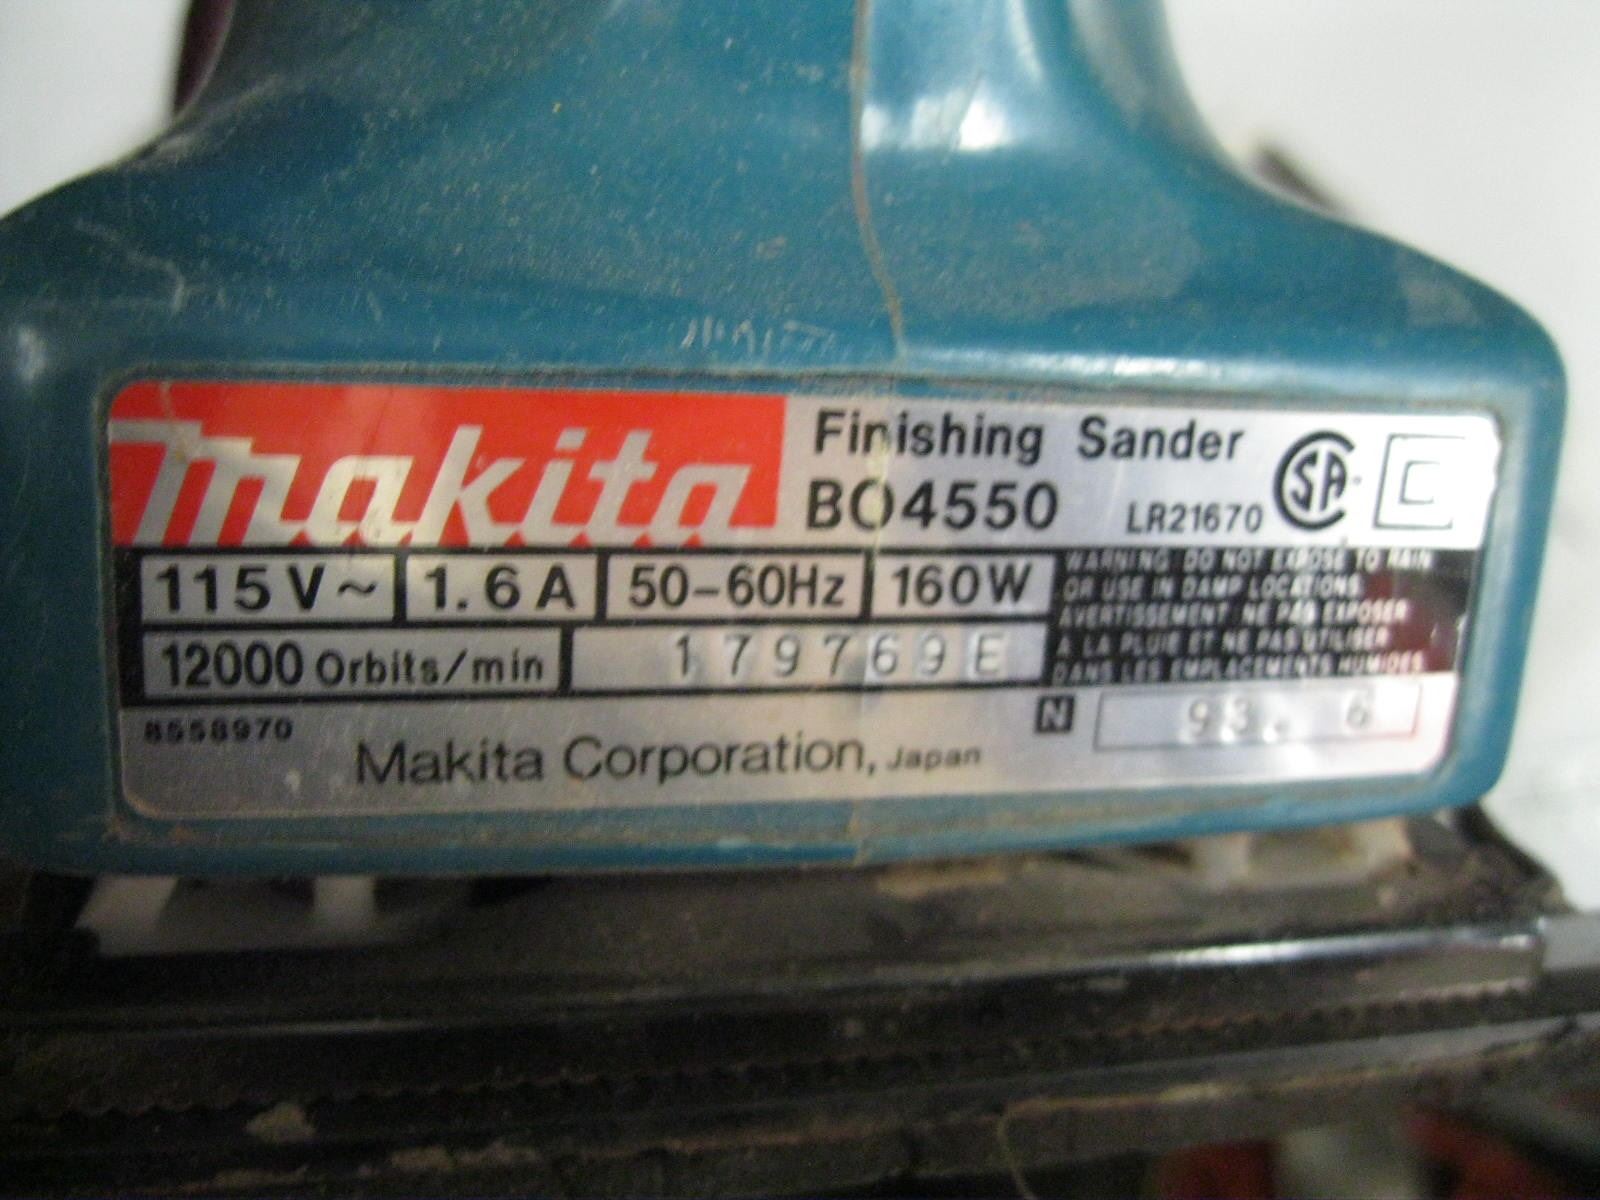 makita
Finishing Sander
BO4550
LR21670
115V~ 1.6A 50-60Hz 160W
12000 Orbits/min 179769E
WARNING: DO NOT EXPOSE TO RAIN
OR USE IN DAMP LOCATIONS.
AVERTISSEMENT: NE PAS EXPOSER
A LA PLUIE ET NE PAS UTILISER
DANS LES EMPLACEMENTS HUMIDES
8558970
N 93. 6
Makita Corporation, Japan